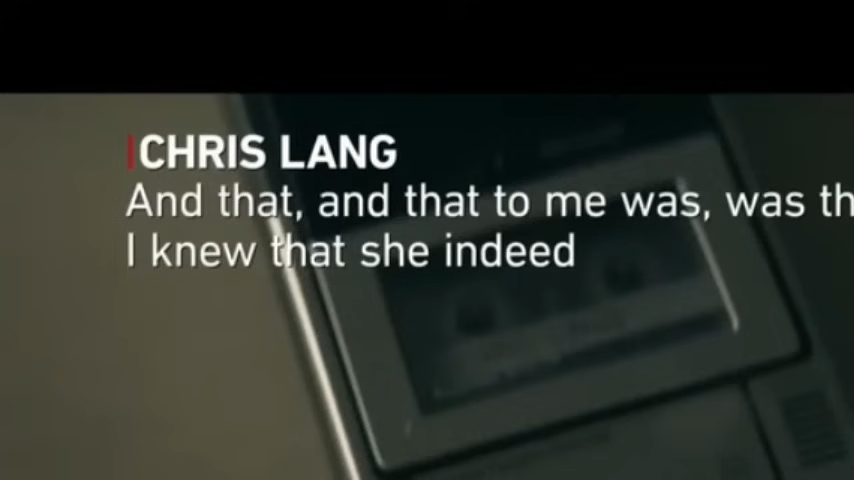 CHRIS LANG
And that, and that to me was, was th
I knew that she indeed